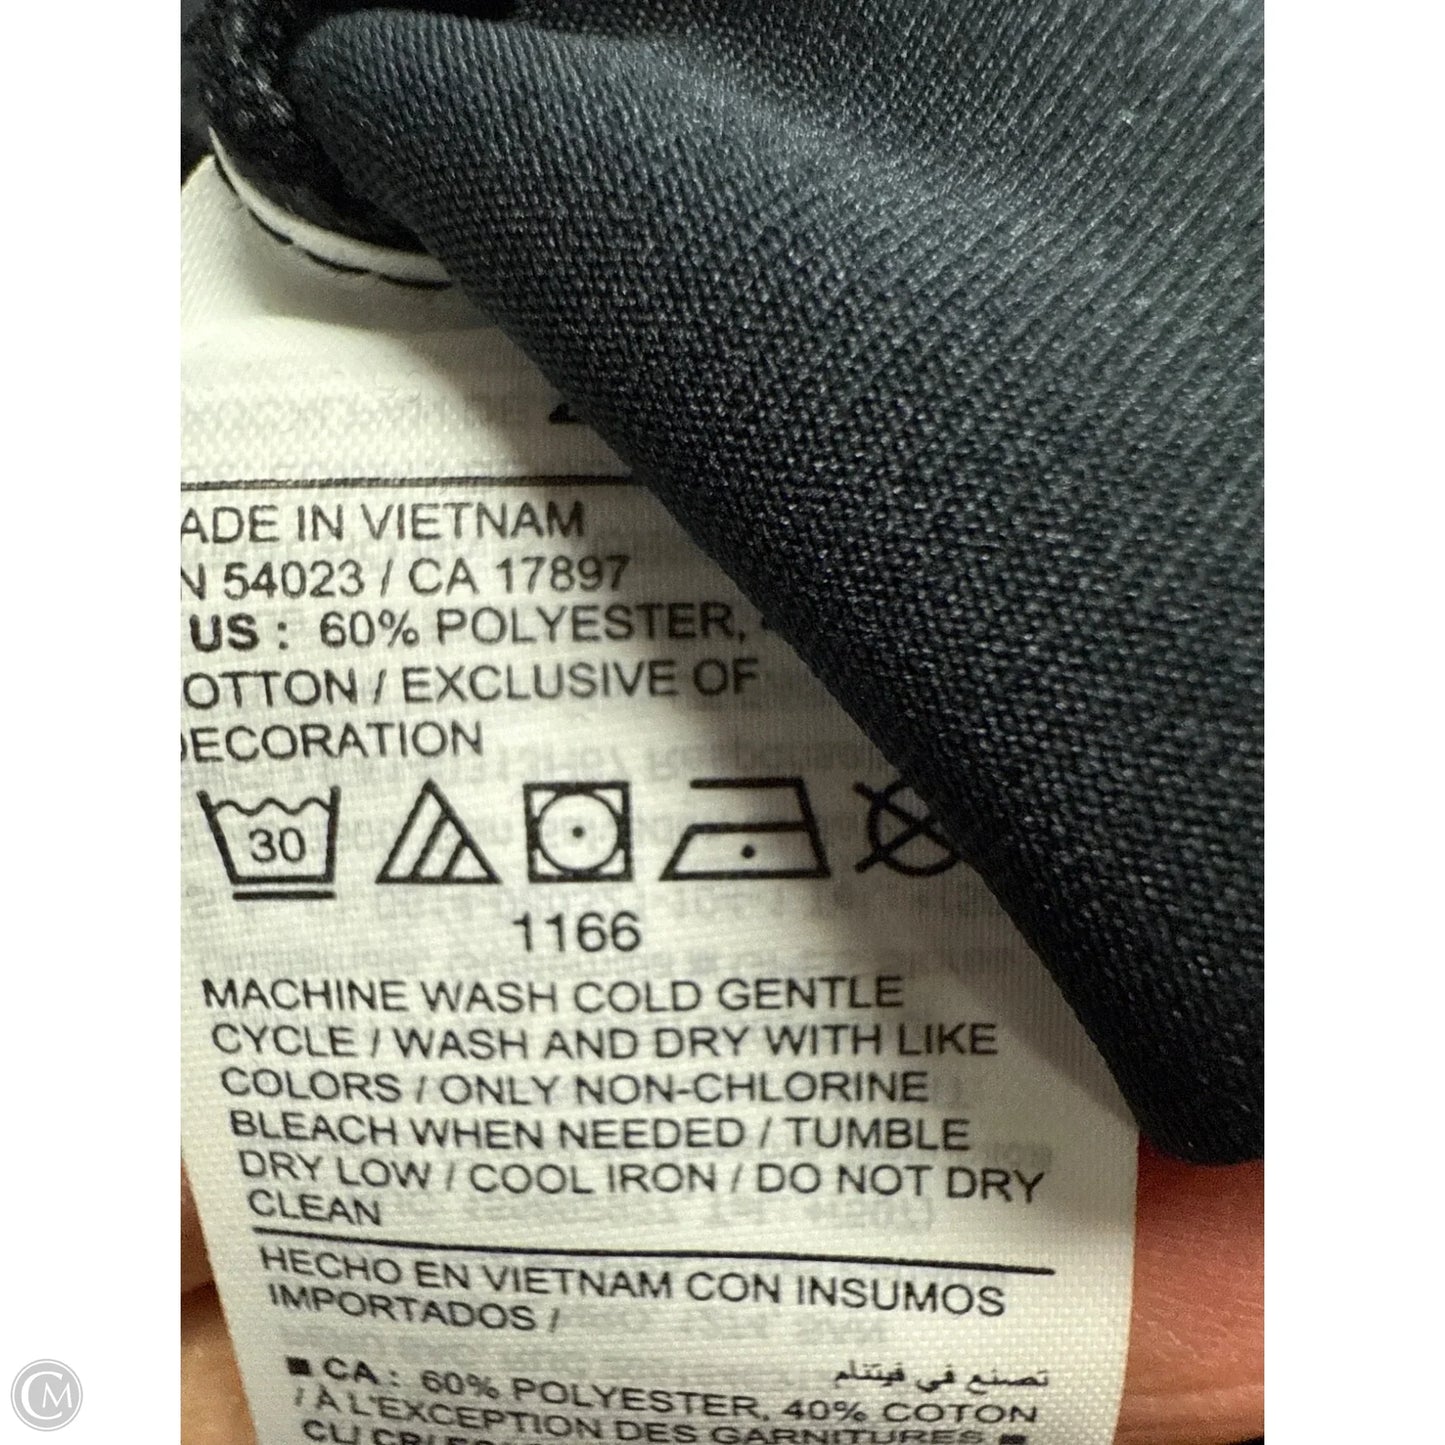 ADE IN VIETNAM
N 54023 / CA 17897
US : 60% POLYESTER,
OTTON / EXCLUSIVE OF
DECORATION
30
1166
MACHINE WASH COLD GENTLE
CYCLE / WASH AND DRY WITH LIKE
COLORS / ONLY NON-CHLORINE
BLEACH WHEN NEEDED / TUMBLE
DRY LOW / COOL IRON / DO NOT DRY
CLEAN
HECHO EN VIETNAM CON INSUMOS
IMPORTADOS /
تصنع في فيتنام
■ CA : 60% POLYESTER, 40% COTON
/ À L'EXCEPTION DES GARNITURES ■
CM